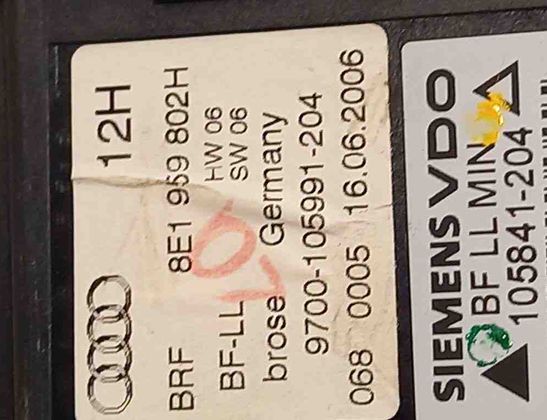 12H
BRF 8E1 959 802H
HW 06
BF-LL SW 06
brose Germany
9700-105991-204
068 0005 16.06.2006
07
SIEMENS VDO
BF LL MIN
105841-204